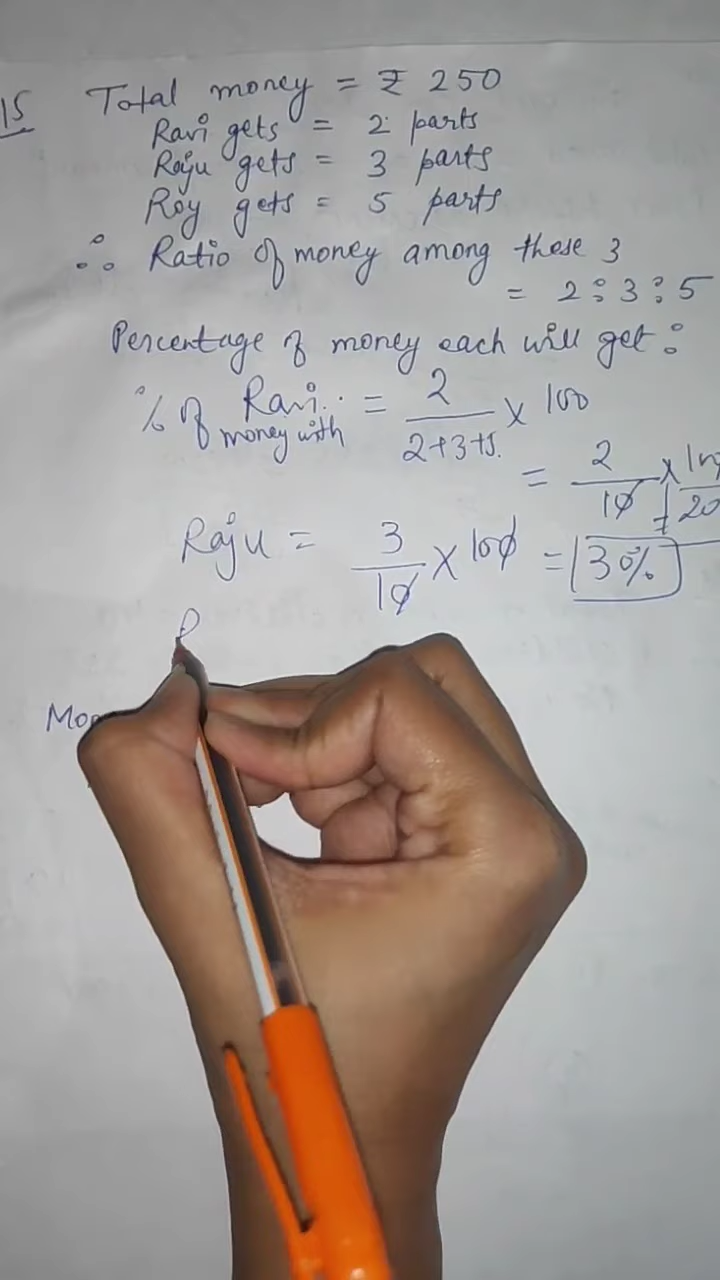 15 Total money = ₹ 250
Ravi gets = 2 parts
Raju gets = 3 parts
Roy gets = 5 parts
∴ Ratio of money among these 3
= 2:3:5
Percentage of money each will get:
% of money with Ravi = 2/(2+3+5) × 100
= 2/10 ×
Raju = 3/10 × 100 = 30%
R